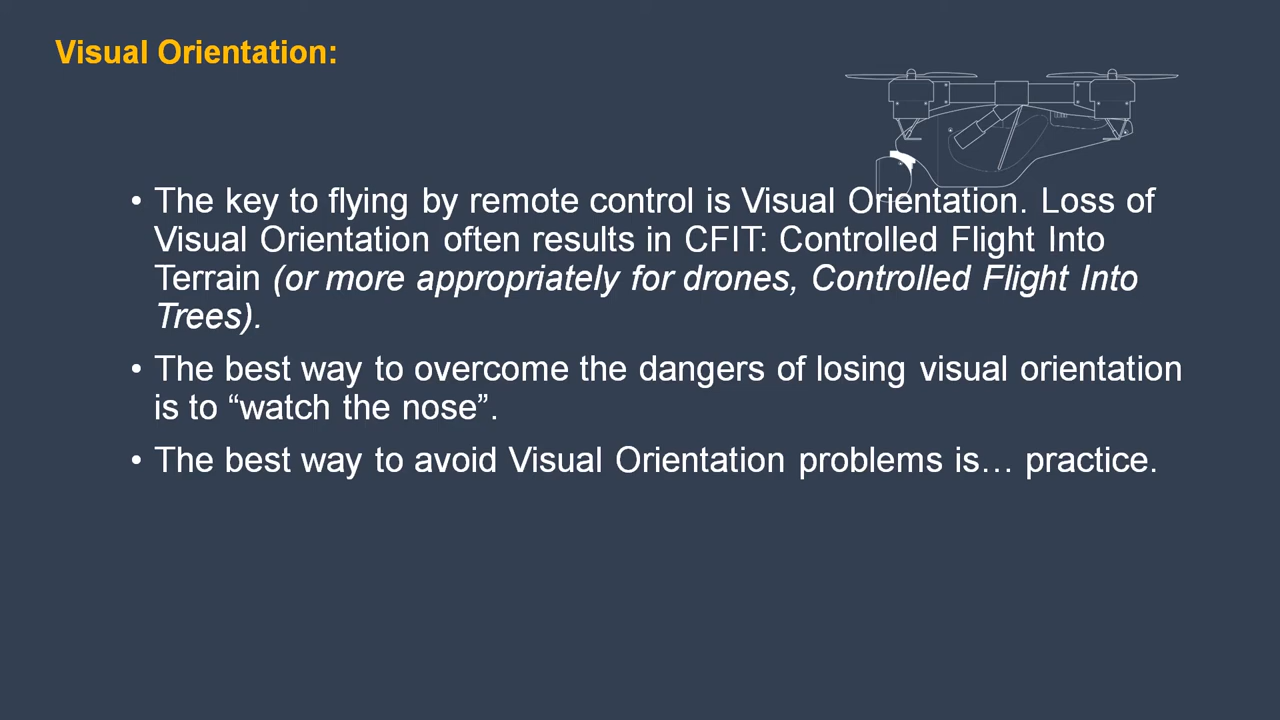 Visual Orientation:
• The key to flying by remote control is Visual Orientation. Loss of
Visual Orientation often results in CFIT: Controlled Flight Into
Terrain (or more appropriately for drones, Controlled Flight Into
Trees).
• The best way to overcome the dangers of losing visual orientation
is to “watch the nose”.
• The best way to avoid Visual Orientation problems is… practice.